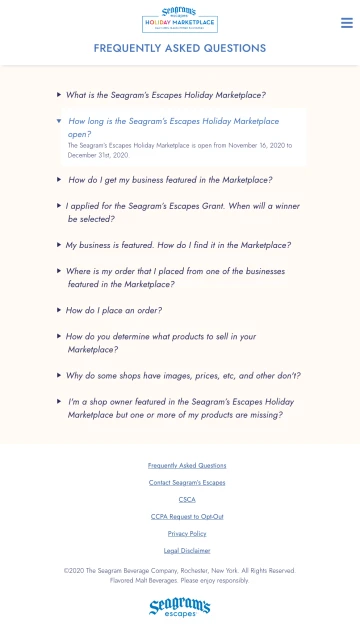 Seagram's
escapes
HOLIDAY MARKETPLACE
FREQUENTLY ASKED QUESTIONS
What is the Seagram's Escapes Holiday Marketplace?
How long is the Seagram's Escapes Holiday Marketplace
open?
The Seagram's Escapes Holiday Marketplace is open from November 16, 2020 to
December 31st, 2020.
How do I get my business featured in the Marketplace?
I applied for the Seagram's Escapes Grant. When will a winner
be selected?
My business is featured. How do I find it in the Marketplace?
Where is my order that I placed from one of the businesses
featured in the Marketplace?
How do I place an order?
How do you determine what products to sell in your
Marketplace?
Why do some shops have images, prices, etc, and other don't?
I'm a shop owner featured in the Seagram's Escapes Holiday
Marketplace but one or more of my products are missing?
Frequently Asked Questions
Contact Seagram's Escapes
CSCA
CCPA Request to Opt-Out
Privacy Policy
Legal Disclaimer
©2020 The Seagram Beverage Company, Rochester, New York. All Rights Reserved.
Flavored Malt Beverages. Please enjoy responsibly.
Seagram's
escapes